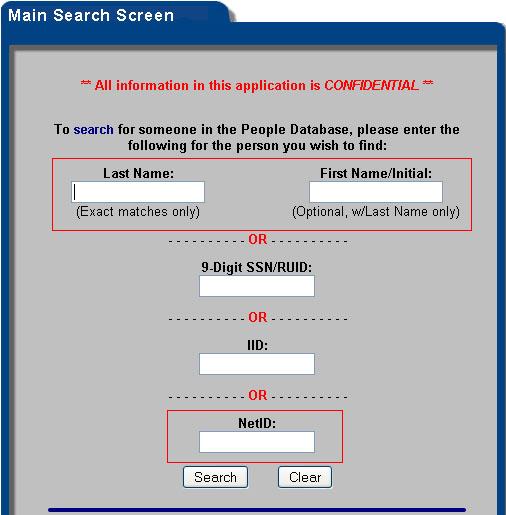 Main Search Screen
** All information in this application is CONFIDENTIAL **
To search for someone in the People Database, please enter the
following for the person you wish to find:
Last Name: First Name/Initial:
(Exact matches only) (Optional, w/Last Name only)
- - - - - - - - - - OR - - - - - - - - - -
9-Digit SSN/RUID:
- - - - - - - - - - OR - - - - - - - - - -
IID:
- - - - - - - - - - OR - - - - - - - - - -
NetID:
Search Clear